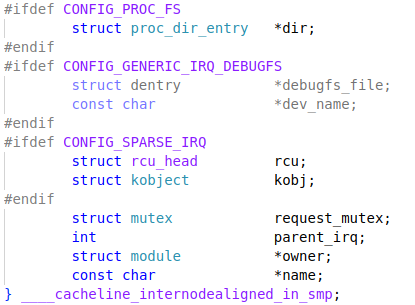 #ifdef CONFIG_PROC_FS
struct proc_dir_entry *dir;
#endif
#ifdef CONFIG_GENERIC_IRQ_DEBUGFS
struct dentry *debugfs_file;
const char *dev_name;
#endif
#ifdef CONFIG_SPARSE_IRQ
struct rcu_head rcu;
struct kobject kobj;
#endif
struct mutex request_mutex;
int parent_irq;
struct module *owner;
const char *name;
} ____cacheline_internodealigned_in_smp;